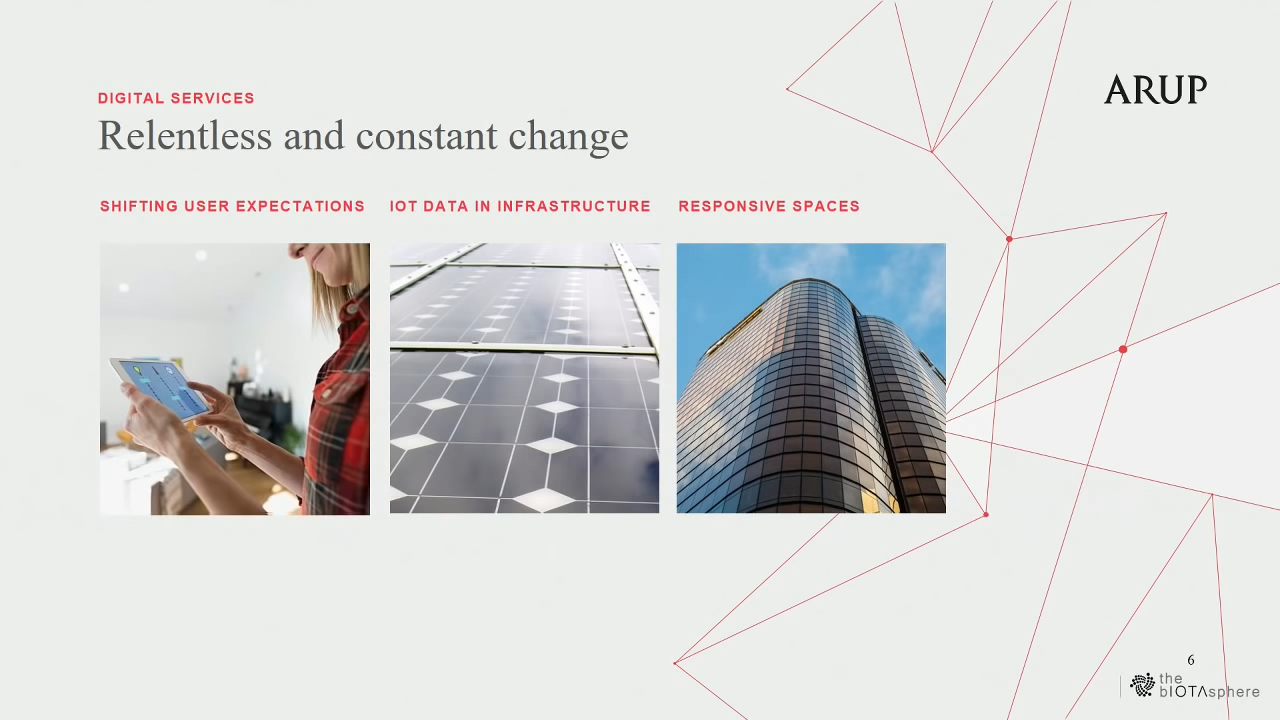 ARUP
DIGITAL SERVICES
Relentless and constant change
SHIFTING USER EXPECTATIONS
IOT DATA IN INFRASTRUCTURE
RESPONSIVE SPACES
6
the
bIOTAsphere